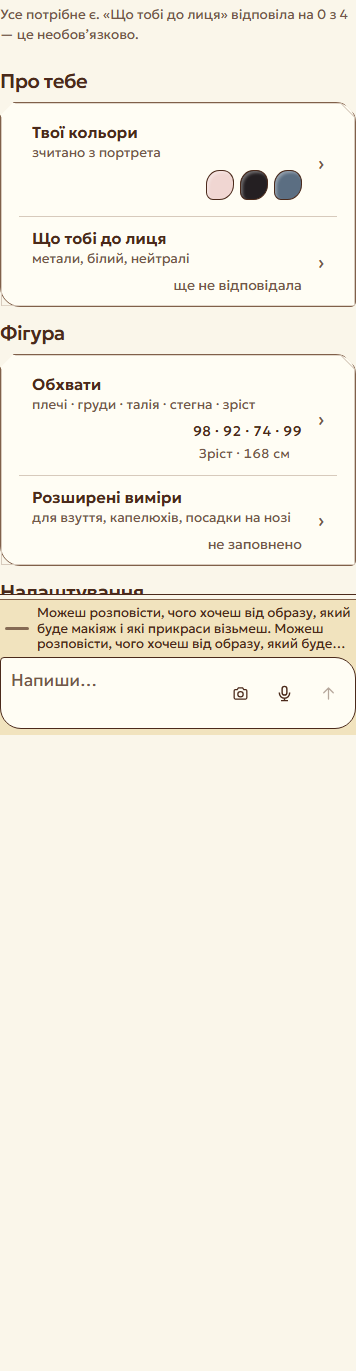 Усе потрібне є. «Що тобі до лиця» відповіла на 0 з 4
— це необов’язково.
Про тебе
Твої кольори
зчитано з портрета
›
Що тобі до лиця
метали, білий, нейтралі
›
ще не відповідала
Фігура
Обхвати
плечі · груди · талія · стегна · зріст
›
98 · 92 · 74 · 99
Зріст · 168 см
Розширені виміри
для взуття, капелюхів, посадки на нозі
›
не заповнено
Налаштування
Можеш розповісти, чого хочеш від образу, який
буде макіяж і які прикраси візьмеш. Можеш
розповісти, чого хочеш від образу, який буде…
Напиши…